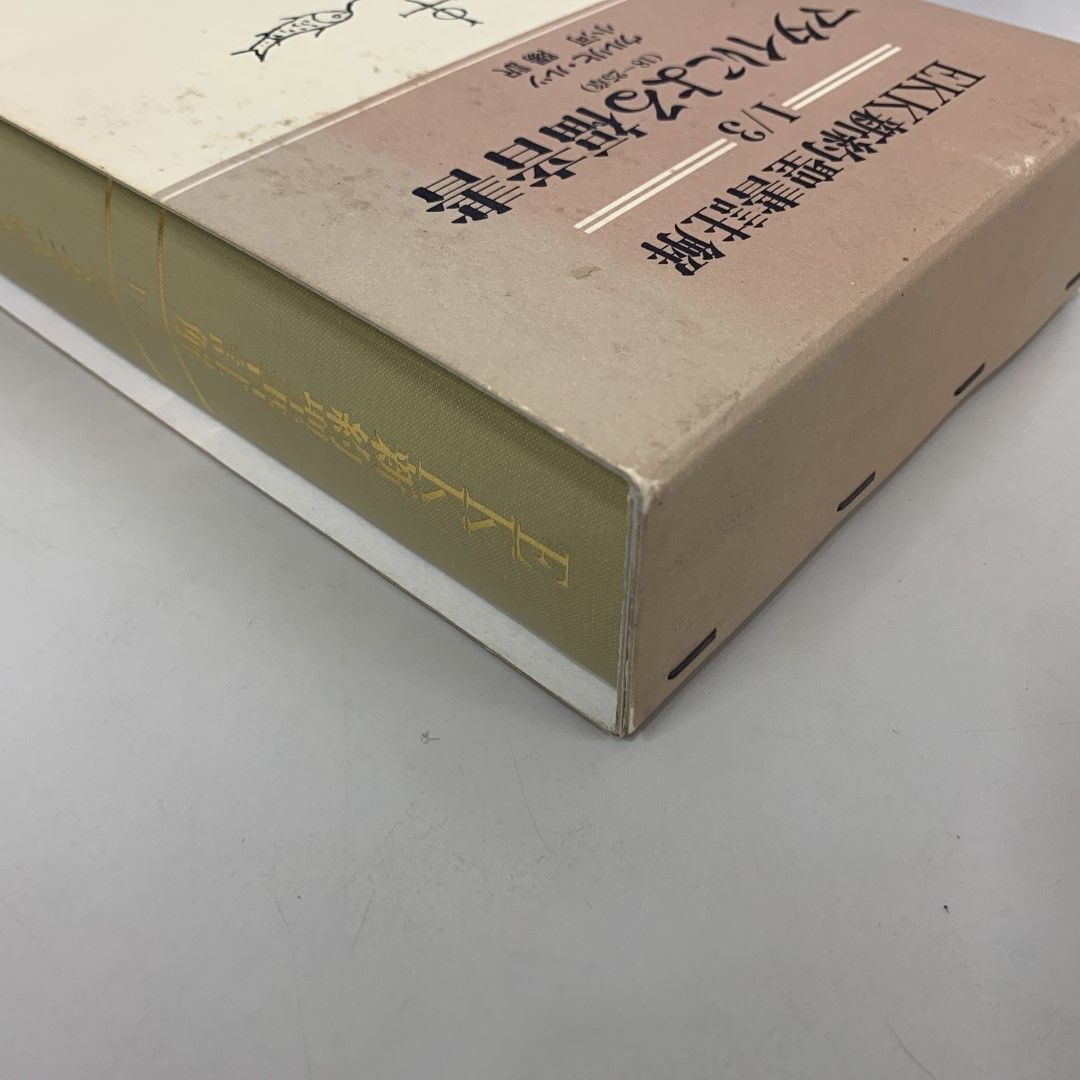 EKK新約聖書註解
I/3
マタイによる福音書
(18―25章)
ウルリヒ・ルツ
小河 陽 訳
EKK新約聖書註解
I